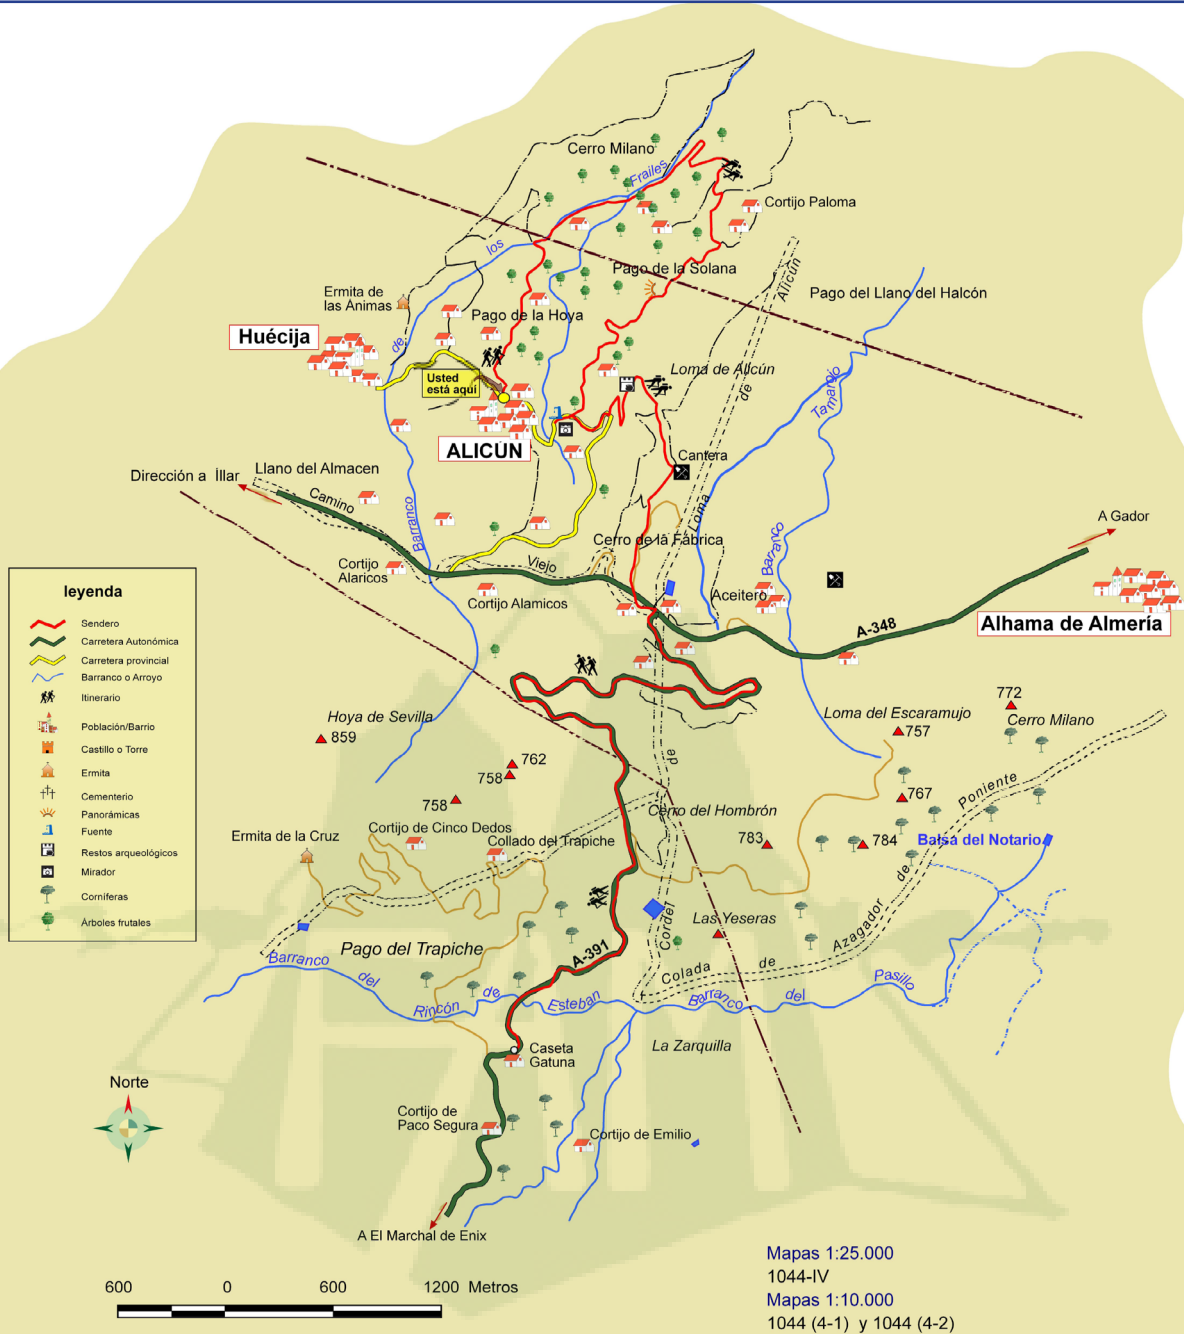 Cerro Milano
Frailes
Cortijo Paloma
los
Pago de la Solana
Alicún
Pago del Llano del Halcón
Ermita de
las Ánimas
Pago de la Hoya
Huécija
de
Usted
está aquí
Loma de Alicún
de
Tamarejo
ALICÚN
Cantera
Dirección a Íllar
Llano del Almacen
Camino
Barranco
Loma
A Gador
Cerro de la Fábrica
Barranco
Cortijo
Alaricos
Viejo
Cortijo Alamicos
Aceitero
A-348
Alhama de Almería
leyenda
Sendero
Carretera Autonómica
Carretera provincial
Barranco o Arroyo
Itinerario
Población/Barrio
Castillo o Torre
Ermita
Cementerio
Panorámicas
Fuente
Restos arqueológicos
Mirador
Corníferas
Árboles frutales
772
Hoya de Sevilla
Loma del Escaramujo
Cerro Milano
859
757
de
762
758
758
767
Poniente
Cerro del Hombrón
Ermita de la Cruz
Cortijo de Cinco Dedos
Collado del Trapiche
783
784
Balsa del Notario
de
Cordel
Las Yeseras
Azagador
Pago del Trapiche
A-391
Barranco
del
Rincón
de
Esteban
Colada
de
Barranco
del
Pasillo
La Zarquilla
Caseta
Gatuna
Norte
Cortijo de
Paco Segura
Cortijo de Emilio
A El Marchal de Enix
Mapas 1:25.000
1044-IV
Mapas 1:10.000
1044 (4-1) y 1044 (4-2)
600
0
600
1200 Metros